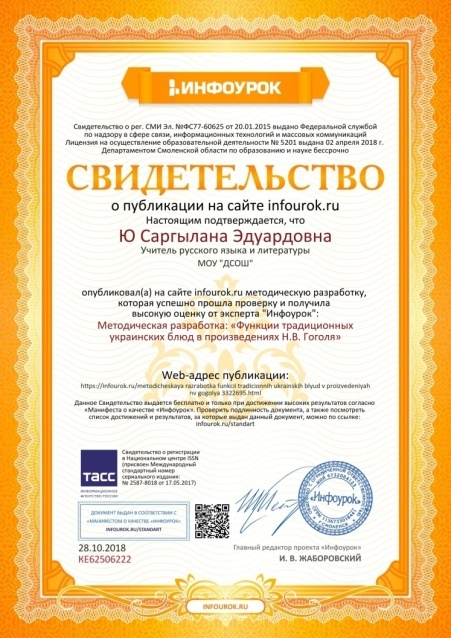 ИНФОУРОК
Свидетельство о рег. СМИ Эл. №ФС77-60625 от 20.01.2015 выдано Федеральной службой
по надзору в сфере связи, информационных технологий и массовых коммуникаций
Лицензия на осуществление образовательной деятельности № 5201 выдана 02 апреля 2018 г.
Департаментом Смоленской области по образованию и науке бессрочно
СВИДЕТЕЛЬСТВО
о публикации на сайте infourok.ru
Настоящим подтверждается, что
Ю Саргылана Эдуардовна
Учитель русского языка и литературы
МОУ "ДСОШ"
опубликовал(а) на сайте infourok.ru методическую разработку,
которая успешно прошла проверку и получила
высокую оценку от эксперта "Инфоурок":
Методическая разработка: «Функции традиционных
украинских блюд в произведениях Н.В. Гоголя»
Web-адрес публикации:
https://infourok.ru/metodicheskaya razrabotka funkcii tradicionnih ukrainskih blyud v proizvedeniyah
nv gogolya 3322695.html
Данное Свидетельство выдается бесплатно и только при достижении высоких результатов согласно
«Манифеста о качестве «Инфоурок». Проверить подлинность документа, а также посмотреть
список достижений и результатов, за которые выдан данный документ, можно по ссылке:
infourok.ru/standart
ТАСС
ИНФОРМАЦИОННОЕ
АГЕНТСТВО РОССИИ
Свидетельство о регистрации
в Национальном центре ISSN
(присвоен Международный
стандартный номер
сериального издания:
№ 2587-8018 от 17.05.2017)
ДОКУМЕНТ ВЫДАН В СООТВЕТСТВИИ С
«МАНИФЕСТОМ О КАЧЕСТВЕ «ИНФОУРОК»
INFOUROK.RU/STANDART
«Инфоурок»
28.10.2018
КЕ62506222
Главный редактор проекта «Инфоурок»
И. В. ЖАБОРОВСКИЙ
INFOUROK.RU